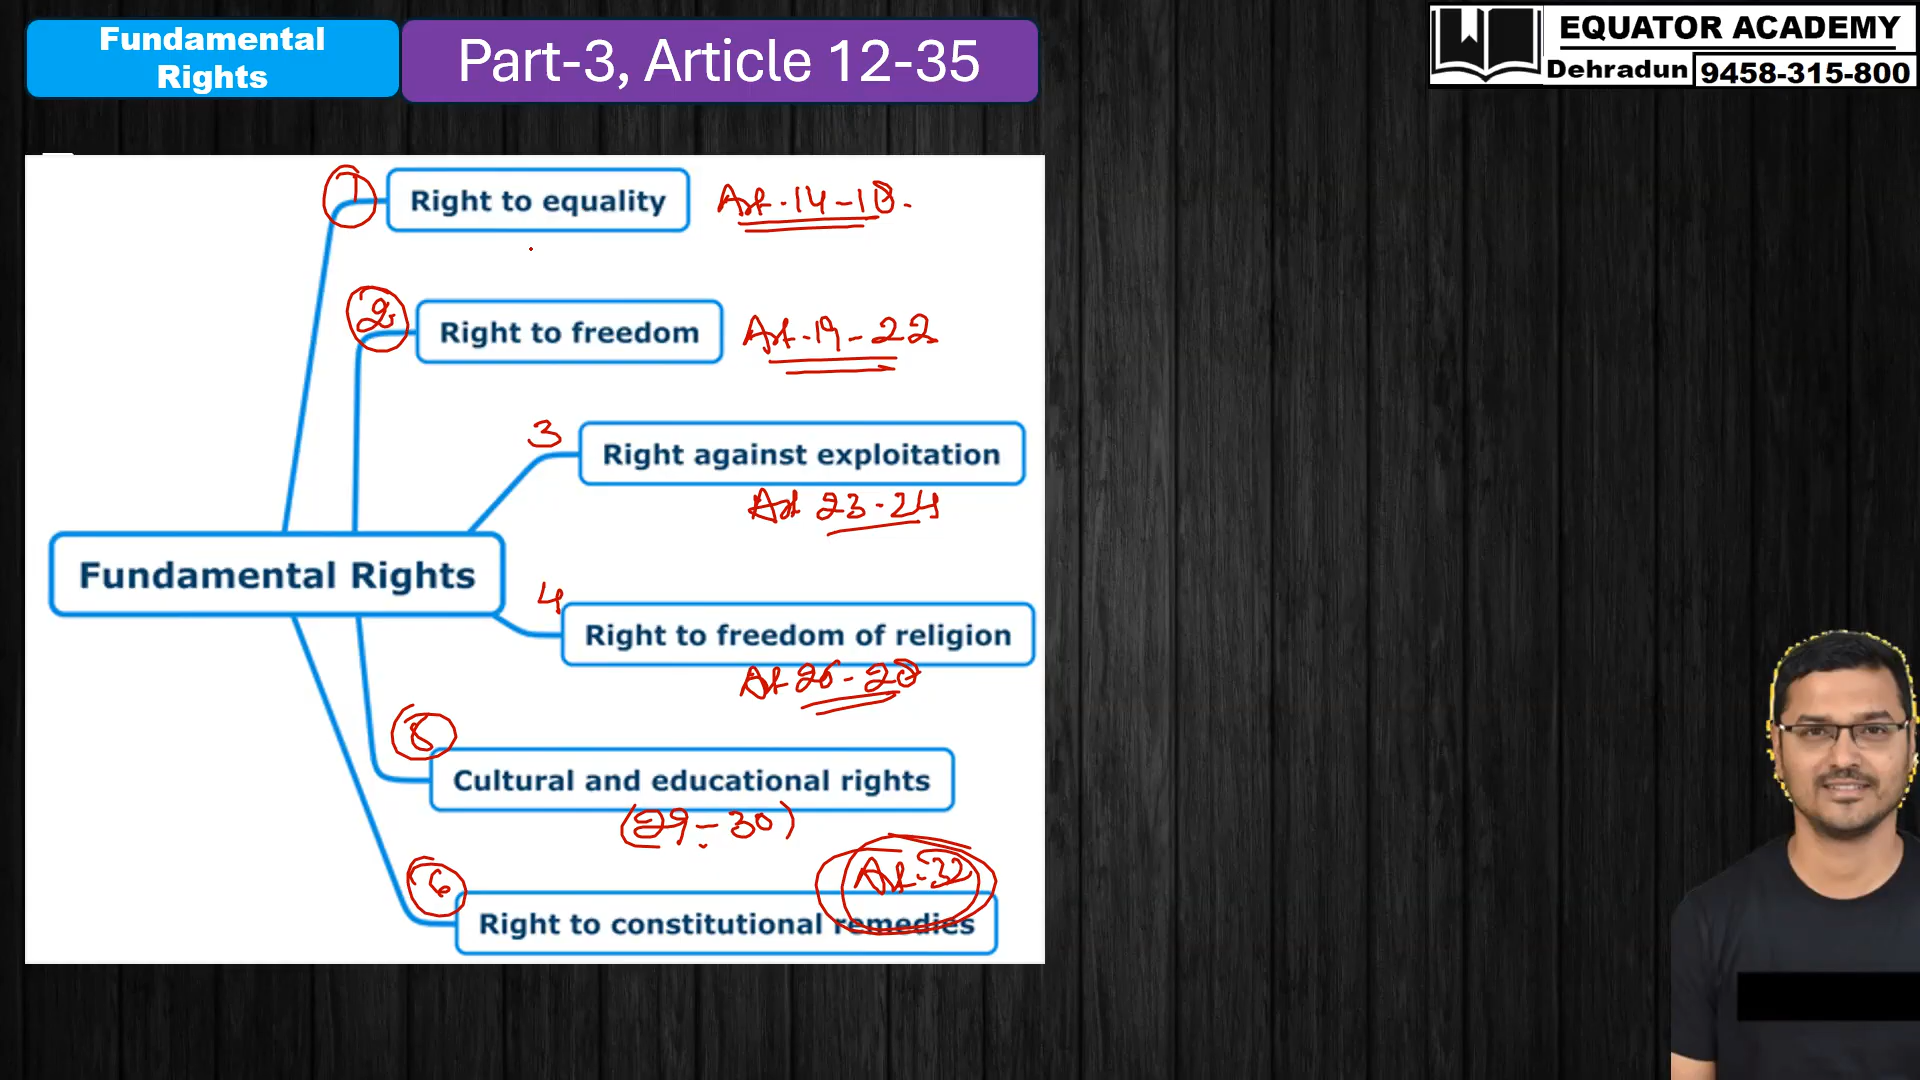 Fundamental
Rights
Part-3, Article 12-35
EQUATOR ACADEMY
Dehradun 9458-315-800
1 Right to equality Art.14-18.
2 Right to freedom Art.19-22
3 Right against exploitation
Art 23-24
Fundamental Rights
4 Right to freedom of religion
Art 25-28
5 Cultural and educational rights
(29-30)
Art-32
6 Right to constitutional remedies